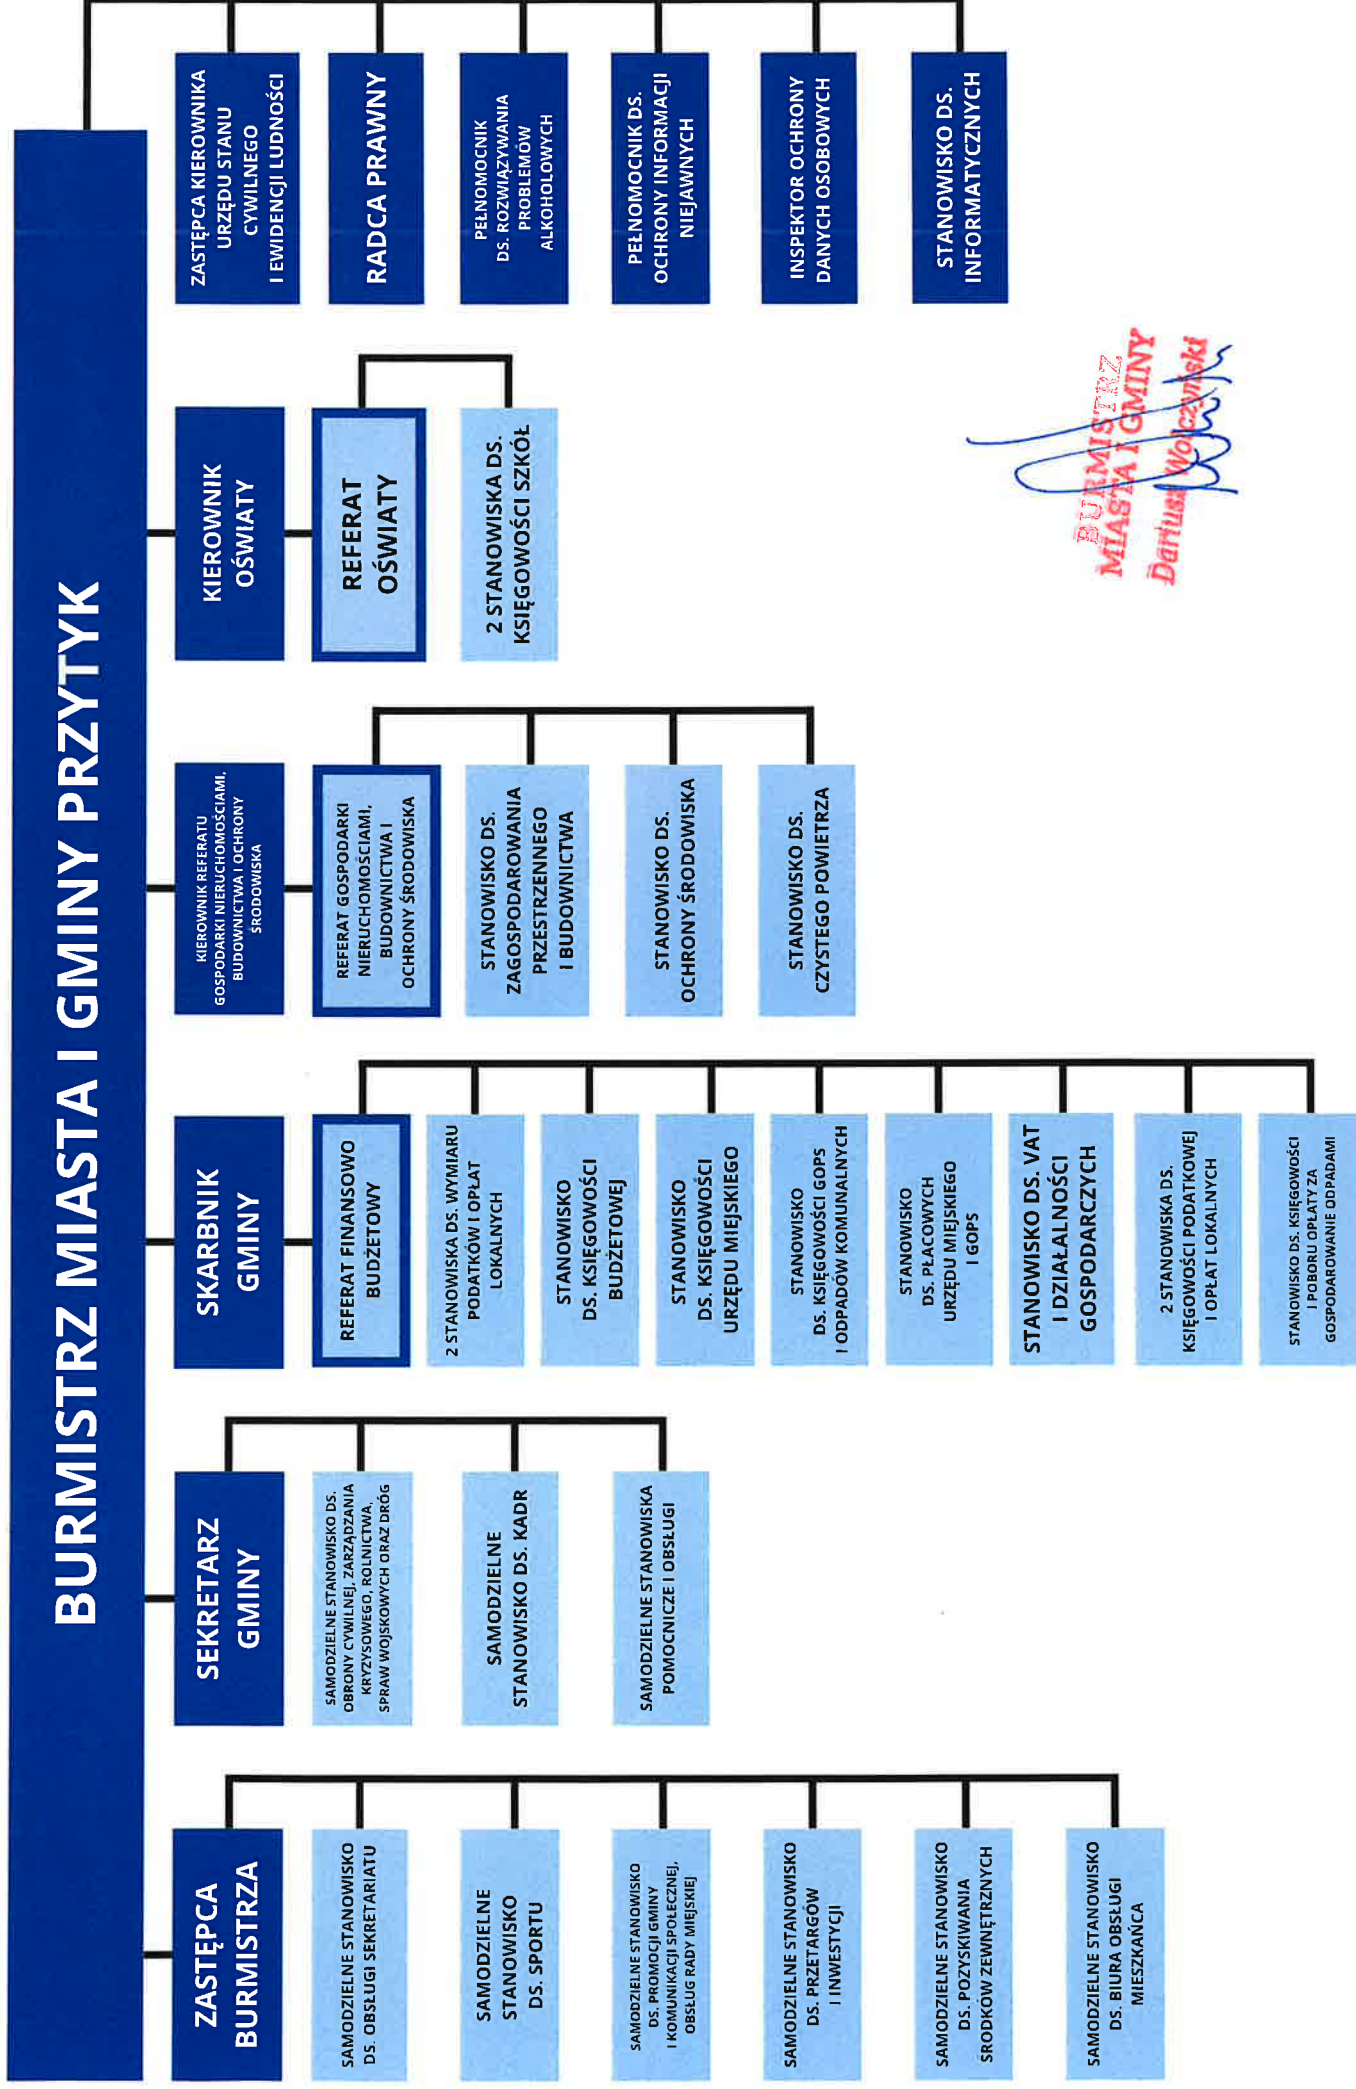 BURMISTRZ MIASTA I GMINY PRZYTYK
ZASTĘPCA
BURMISTRZA
SAMODZIELNE STANOWISKO
DS. OBSŁUGI SEKRETARIATU
SAMODZIELNE
STANOWISKO
DS. SPORTU
SAMODZIELNE STANOWISKO
DS. PROMOCJI GMINY
I KOMUNIKACJI SPOŁECZNEJ,
OBSŁUG RADY MIEJSKIEJ
SAMODZIELNE STANOWISKO
DS. PRZETARGÓW
I INWESTYCJI
SAMODZIELNE STANOWISKO
DS. POZYSKIWANIA
ŚRODKÓW ZEWNĘTRZNYCH
SAMODZIELNE STANOWISKO
DS. BIURA OBSŁUGI
MIESZKAŃCA
SEKRETARZ
GMINY
SAMODZIELNE STANOWISKO DS.
OBRONY CYWILNEJ, ZARZĄDZANIA
KRYZYSOWEGO, ROLNICTWA,
SPRAW WOJSKOWYCH ORAZ DRÓG
SAMODZIELNE
STANOWISKO DS. KADR
SAMODZIELNE STANOWISKA
POMOCNICZE I OBSŁUGI
SKARBNIK
GMINY
REFERAT FINANSOWO
BUDŻETOWY
2 STANOWISKA DS. WYMIARU
PODATKÓW I OPŁAT
LOKALNYCH
STANOWISKO
DS. KSIĘGOWOŚCI
BUDŻETOWEJ
STANOWISKO
DS. KSIĘGOWOŚCI
URZĘDU MIEJSKIEGO
STANOWISKO
DS. KSIĘGOWOŚCI GOPS
I ODPADÓW KOMUNALNYCH
STANOWISKO
DS. PŁACOWYCH
URZĘDU MIEJSKIEGO
I GOPS
STANOWISKO DS. VAT
I DZIAŁALNOŚCI
GOSPODARCZYCH
2 STANOWISKA DS.
KSIĘGOWOŚCI PODATKOWEJ
I OPŁAT LOKALNYCH
STANOWISKO DS. KSIĘGOWOŚCI
I POBORU OPŁATY ZA
GOSPODAROWANIE ODPADAMI
KIEROWNIK REFERATU
GOSPODARKI NIERUCHOMOŚCIAMI,
BUDOWNICTWA I OCHRONY
ŚRODOWISKA
REFERAT GOSPODARKI
NIERUCHOMOŚCIAMI,
BUDOWNICTWA I
OCHRONY ŚRODOWISKA
STANOWISKO DS.
ZAGOSPODAROWANIA
PRZESTRZENNEGO
I BUDOWNICTWA
STANOWISKO DS.
OCHRONY ŚRODOWISKA
STANOWISKO DS.
CZYSTEGO POWIETRZA
KIEROWNIK
OŚWIATY
REFERAT
OŚWIATY
2 STANOWISKA DS.
KSIĘGOWOŚCI SZKÓŁ
ZASTĘPCA KIEROWNIKA
URZĘDU STANU
CYWILNEGO
I EWIDENCJI LUDNOŚCI
RADCA PRAWNY
PEŁNOMOCNIK
DS. ROZWIĄZYWANIA
PROBLEMÓW
ALKOHOLOWYCH
PEŁNOMOCNIK DS.
OCHRONY INFORMACJI
NIEJAWNYCH
INSPEKTOR OCHRONY
DANYCH OSOBOWYCH
STANOWISKO DS.
INFORMATYCZNYCH
BURMISTRZ
MIASTA I GMINY
Dariusz Wołczyński